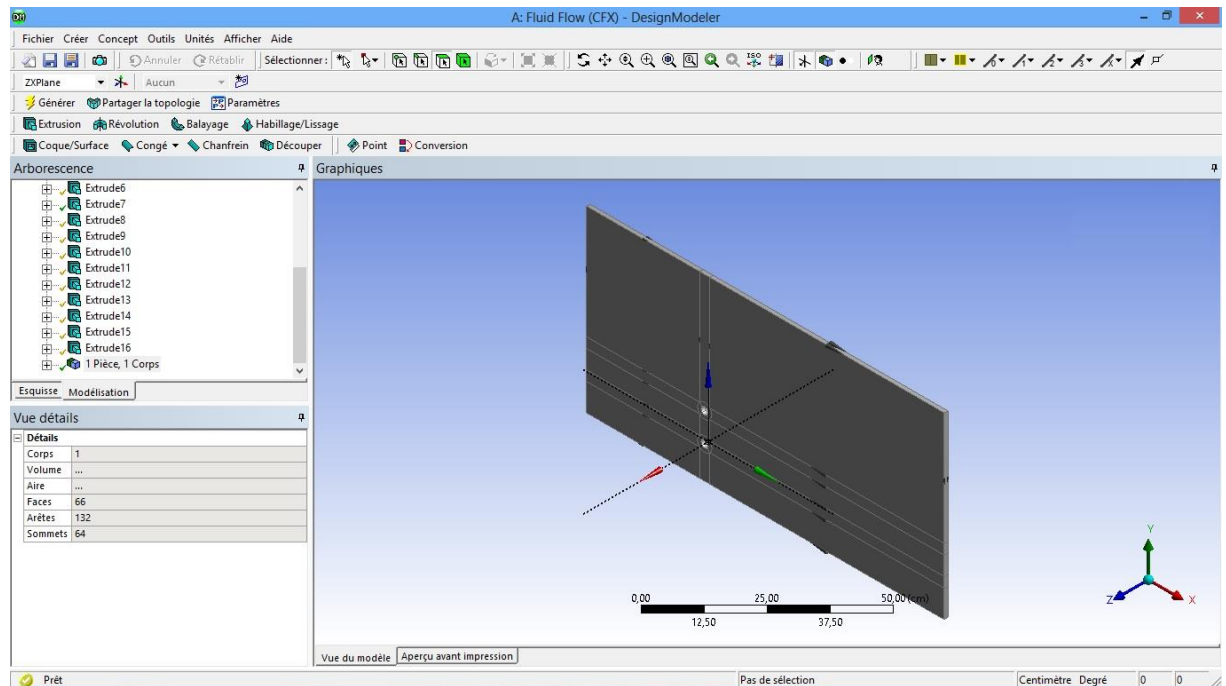 A: Fluid Flow (CFX) - DesignModeler
Fichier Créer Concept Outils Unités Afficher Aide
Annuler Rétablir Sélectionner: ISO
ZXPlane Aucun
Générer Partager la topologie Paramètres
Extrusion Révolution Balayage Habillage/Lissage
Coque/Surface Congé Chanfrein Découper Point Conversion
Arborescence
Extrude6
Extrude7
Extrude8
Extrude9
Extrude10
Extrude11
Extrude12
Extrude13
Extrude14
Extrude15
Extrude16
1 Pièce, 1 Corps
Esquisse Modélisation
Vue détails
Détails
Corps 1
Volume ...
Aire ...
Faces 66
Arêtes 132
Sommets 64
Graphiques
0,00 25,00 50,00 (cm)
12,50 37,50
Y
Z X
Vue du modèle Aperçu avant impression
Prêt Pas de sélection Centimètre Degré 0 0